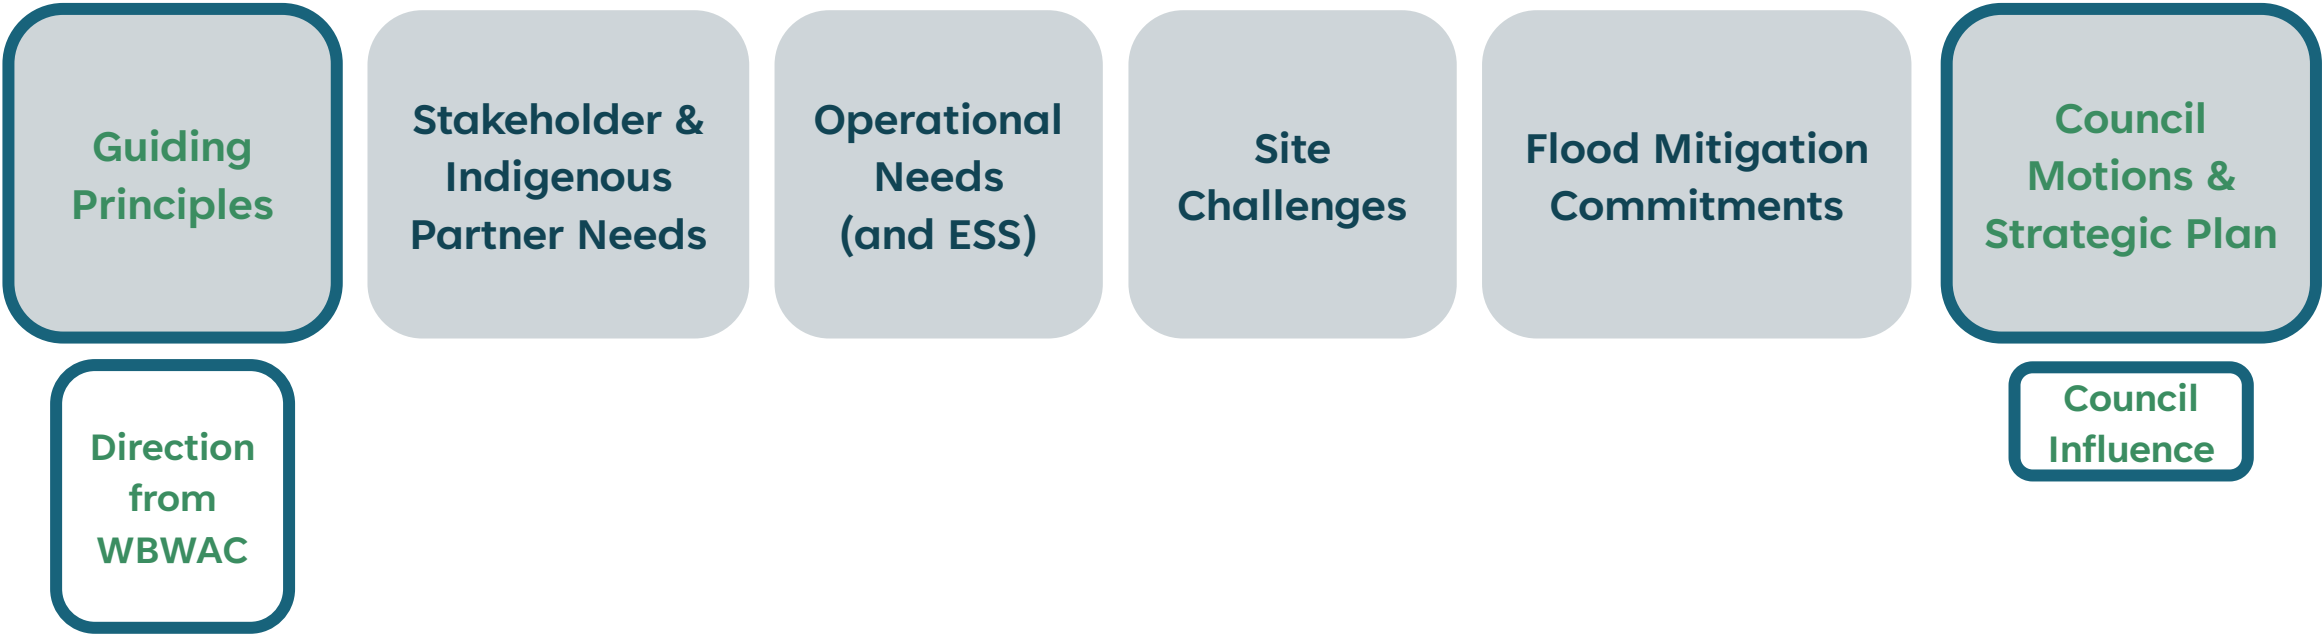 Guiding
Principles
Stakeholder &
Indigenous
Partner Needs
Operational
Needs
(and ESS)
Site
Challenges
Flood Mitigation
Commitments
Council
Motions &
Strategic Plan
Direction
from
WBWAC
Council
Influence